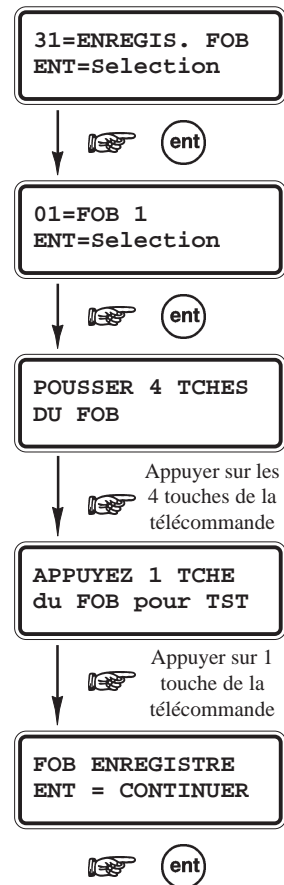 31=ENREGIS. FOB
ENT=Selection
ent
01=FOB 1
ENT=Selection
ent
POUSSER 4 TCHES
DU FOB
Appuyer sur les
4 touches de la
télécommande
APPUYEZ 1 TCHE
du FOB pour TST
Appuyer sur 1
touche de la
télécommande
FOB ENREGISTRE
ENT = CONTINUER
ent